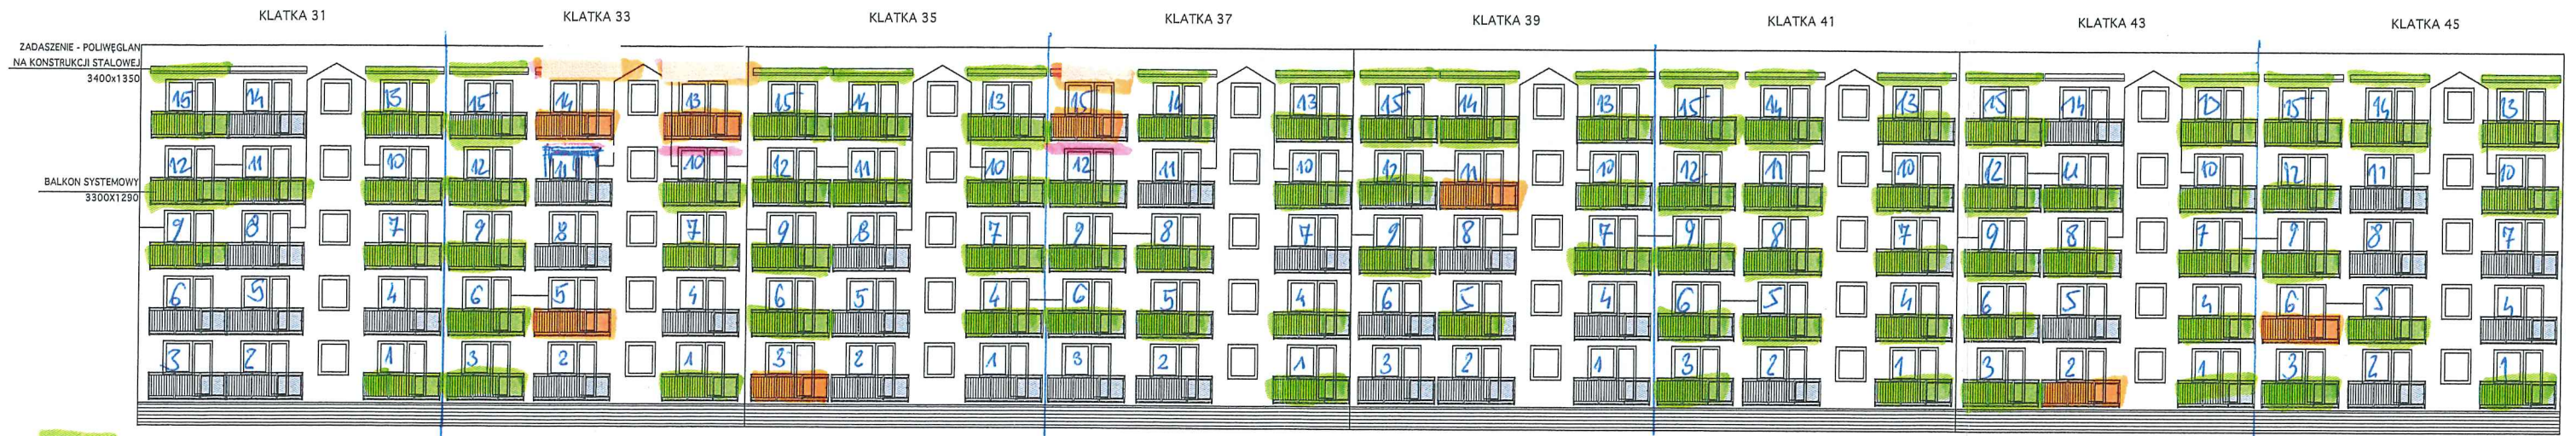 KLATKA 31 KLATKA 33 KLATKA 35 KLATKA 37 KLATKA 39 KLATKA 41 KLATKA 43 KLATKA 45
ZADASZENIE - POLIWĘGLAN
NA KONSTRUKCJI STALOWEJ
3400x1350
15 14 13 15 14 13 15 14 13 15 14 13 15 14 13 15 14 13 15 14 13 15 14 13
12 11 10 12 11 10 12 11 10 12 11 10 12 11 10 12 11 10 12 11 10 12 11 10
BALKON SYSTEMOWY
3300X1290
9 8 7 9 8 7 9 8 7 9 8 7 9 8 7 9 8 7 9 8 7 9 8 7
6 5 4 6 5 4 6 5 4 6 5 4 6 5 4 6 5 4 6 5 4 6 5 4
3 2 1 3 2 1 3 2 1 3 2 1 3 2 1 3 2 1 3 2 1 3 2 1